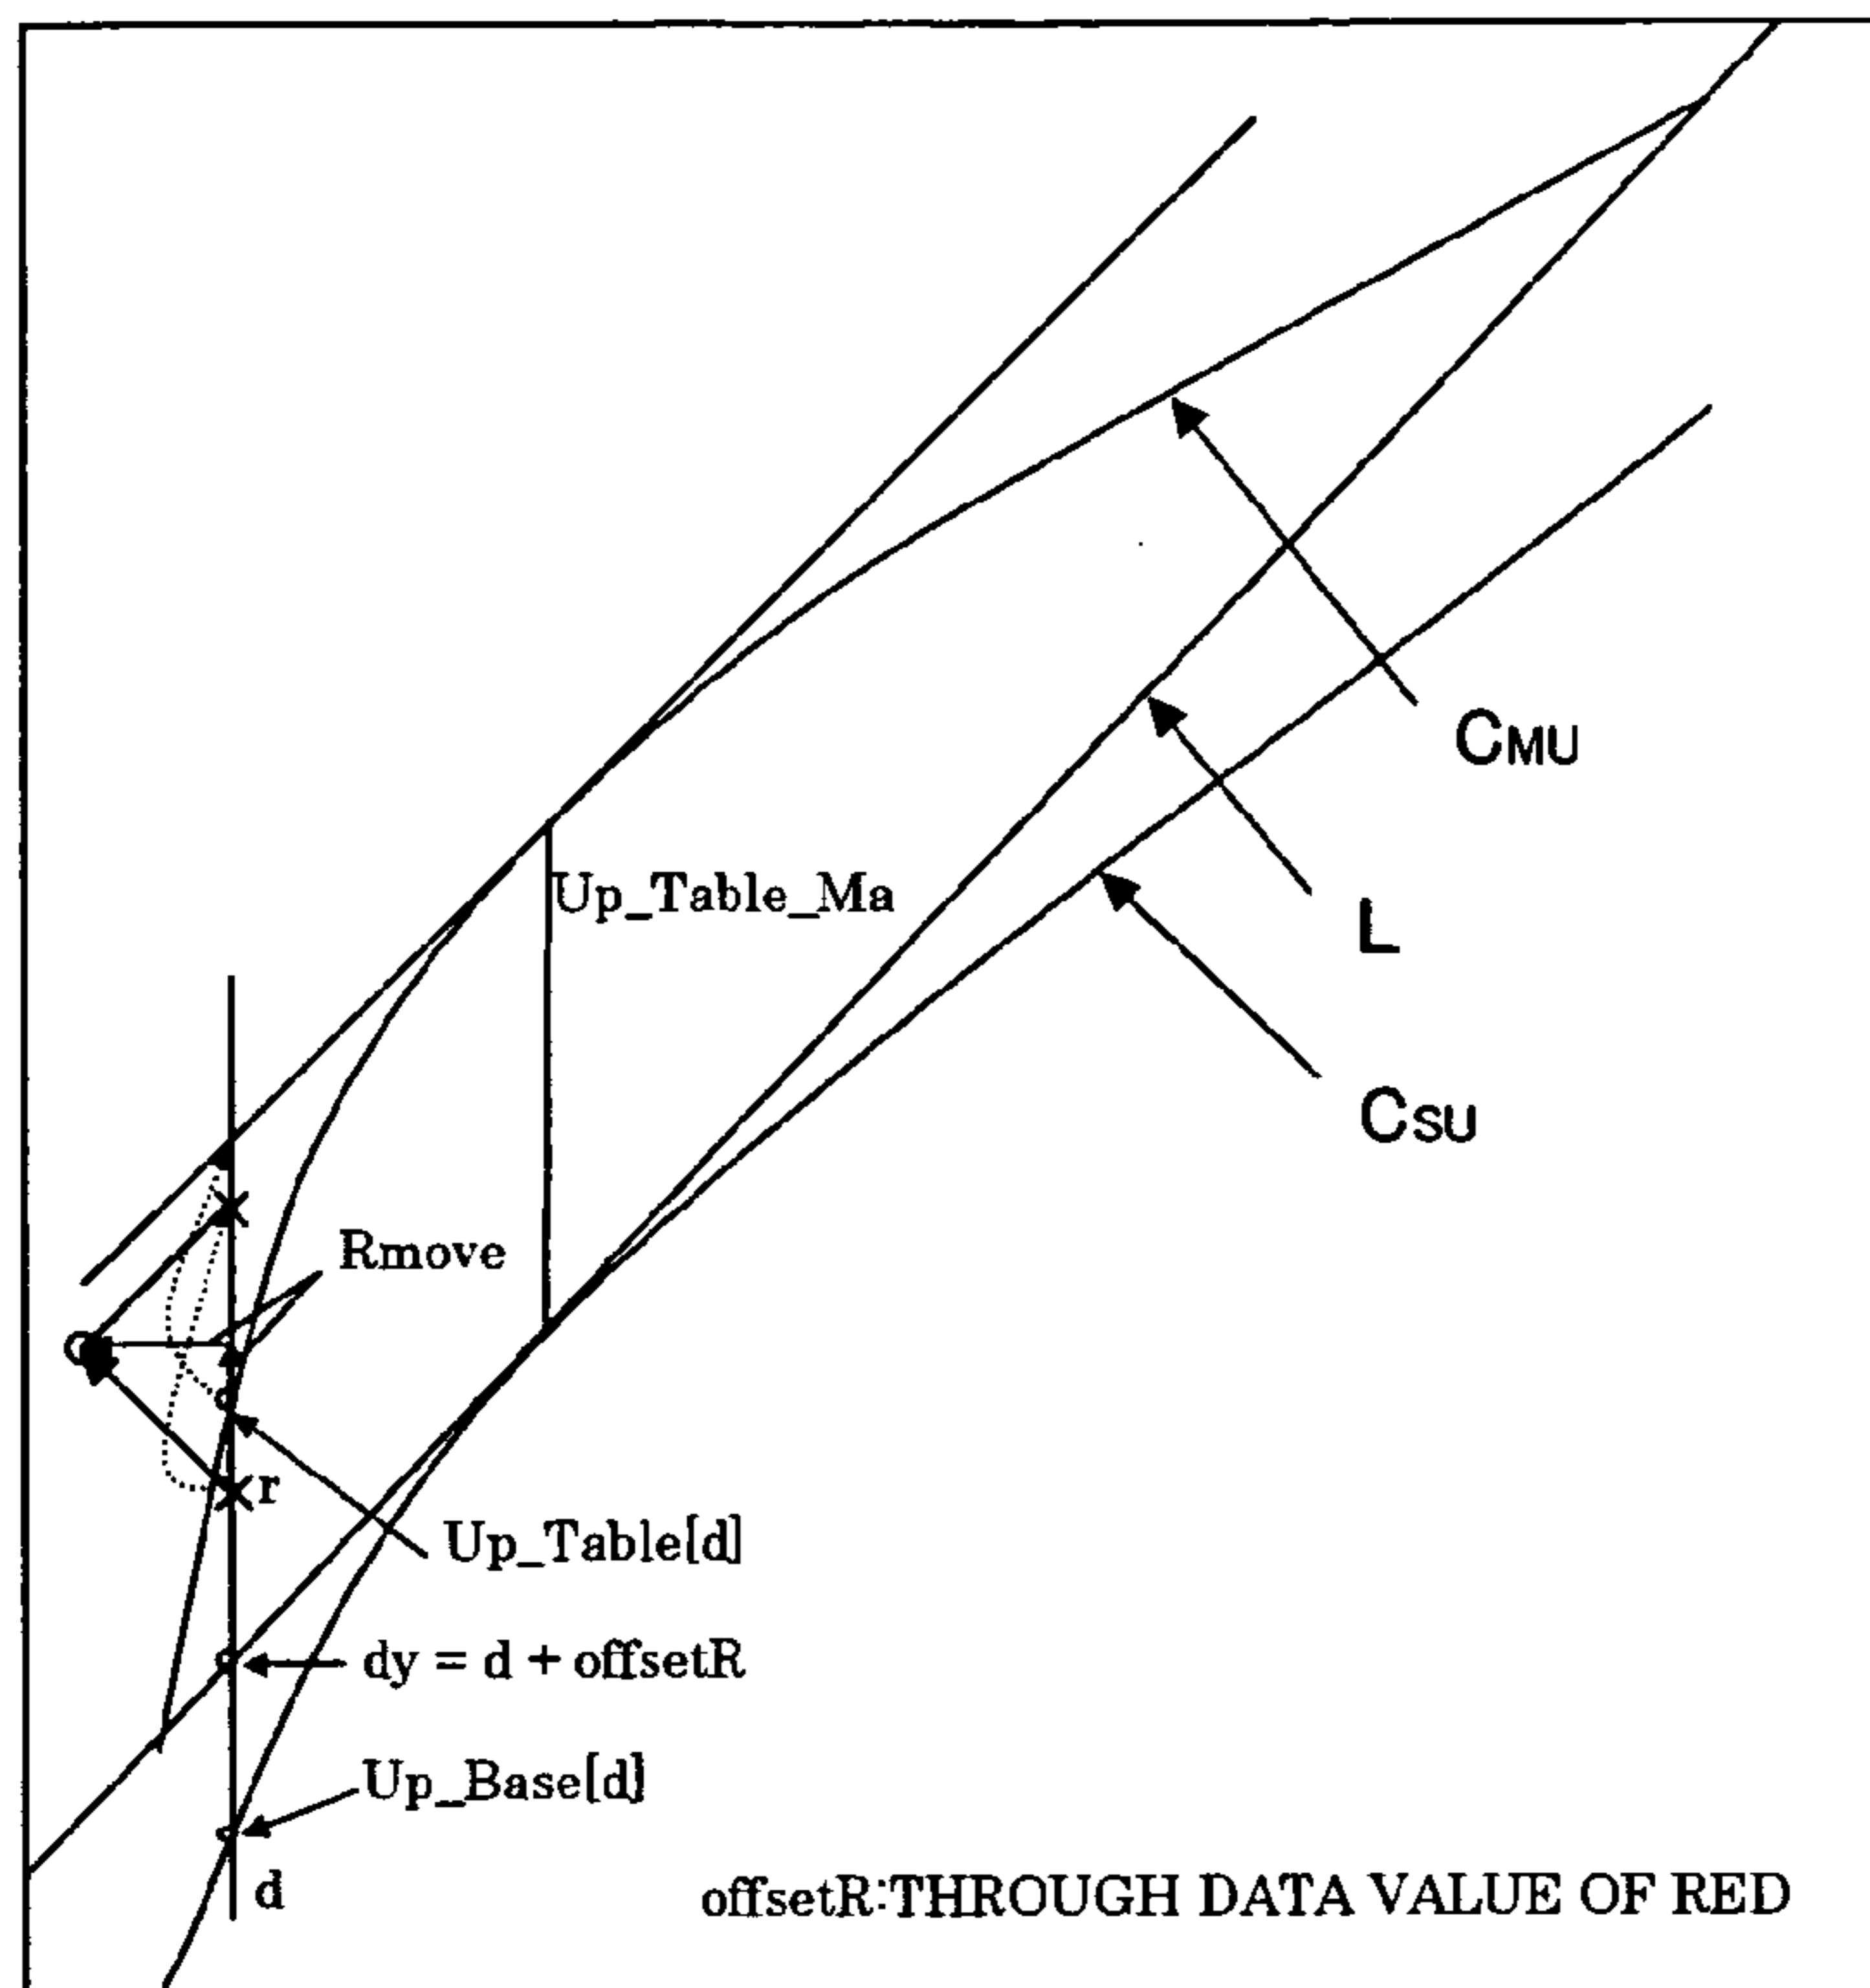 CMU
Up_Table_Ma
L
CSU
Rmove
r
Up_Table[d]
dy = d + offsetR
Up_Base[d]
d
offsetR:THROUGH DATA VALUE OF RED